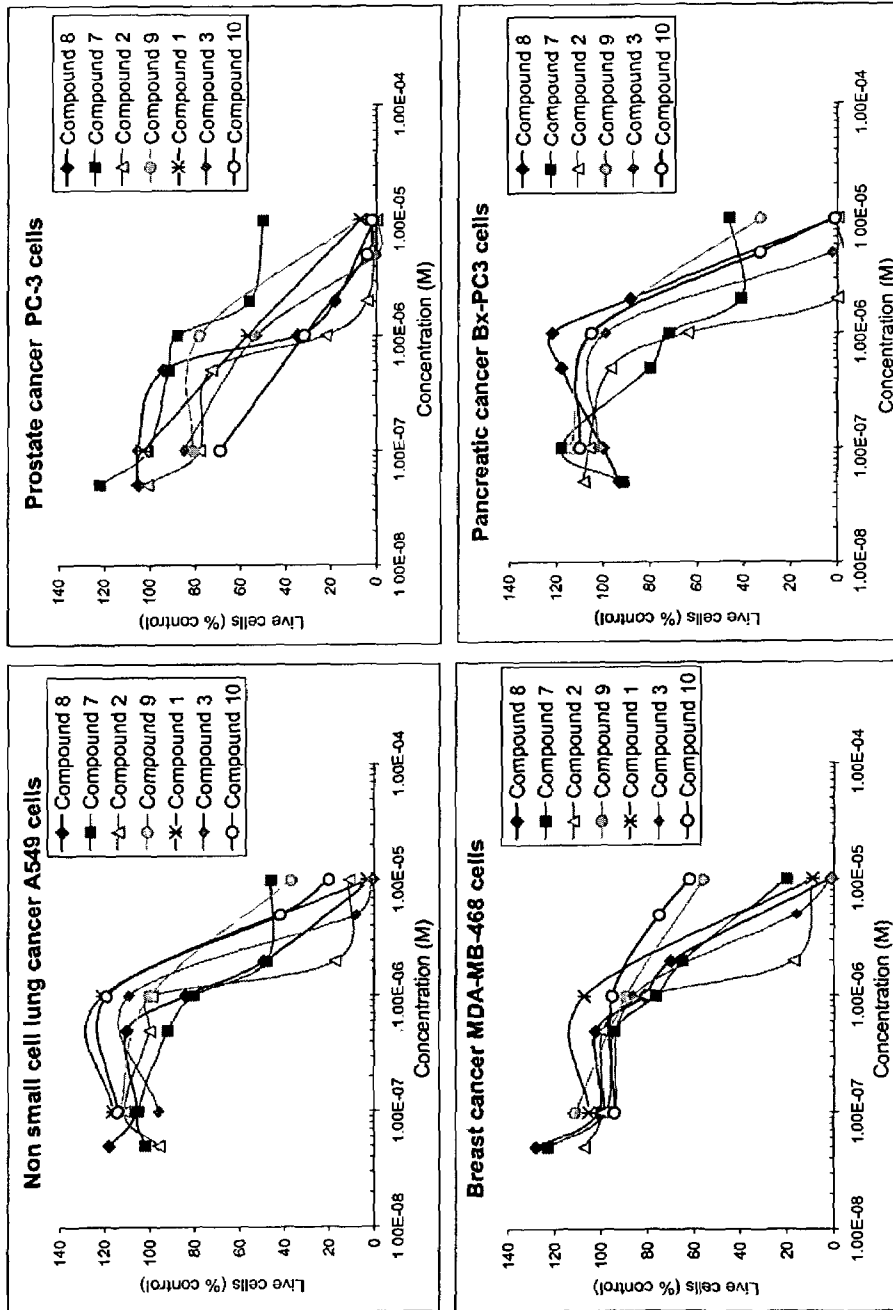 Non small cell lung cancer A549 cells
Live cells (% control)
140
120
100
80
60
40
20
0
1.00E-08
1.00E-07
1.00E-06
1.00E-05
1.00E-04
Concentration (M)
Compound 8
Compound 7
Compound 2
Compound 9
Compound 1
Compound 3
Compound 10
Prostate cancer PC-3 cells
Live cells (% control)
140
120
100
80
60
40
20
0
1 00E-08
1.00E-07
1.00E-06
1.00E-05
1.00E-04
Concentration (M)
Compound 8
Compound 7
Compound 2
Compound 9
Compound 1
Compound 3
Compound 10
Breast cancer MDA-MB-468 cells
Live cells (% control)
140
120
100
80
60
40
20
0
1.00E-08
1.00E-07
1.00E-06
1.00E-05
1.00E-04
Concentration (M)
Compound 8
Compound 7
Compound 2
Compound 9
Compound 1
Compound 3
Compound 10
Pancreatic cancer Bx-PC3 cells
Live cells (% control)
140
120
100
80
60
40
20
0
1.00E-08
1.00E-07
1.00E-06
1.00E-05
1.00E-04
Concentration (M)
Compound 8
Compound 7
Compound 2
Compound 9
Compound 3
Compound 10